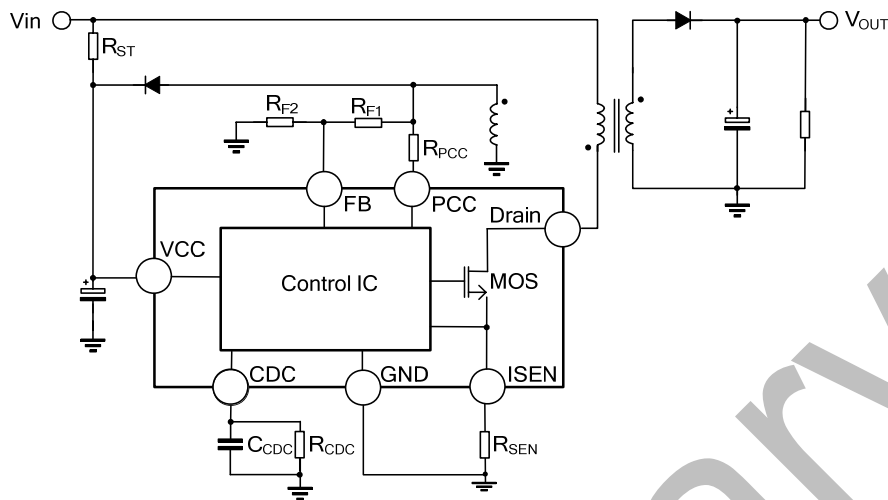 Vin
VOUT
RST
RF2
RF1
RPCC
FB
PCC
Drain
VCC
Control IC
MOS
CDC
GND
ISEN
CCDC
RCDC
RSEN